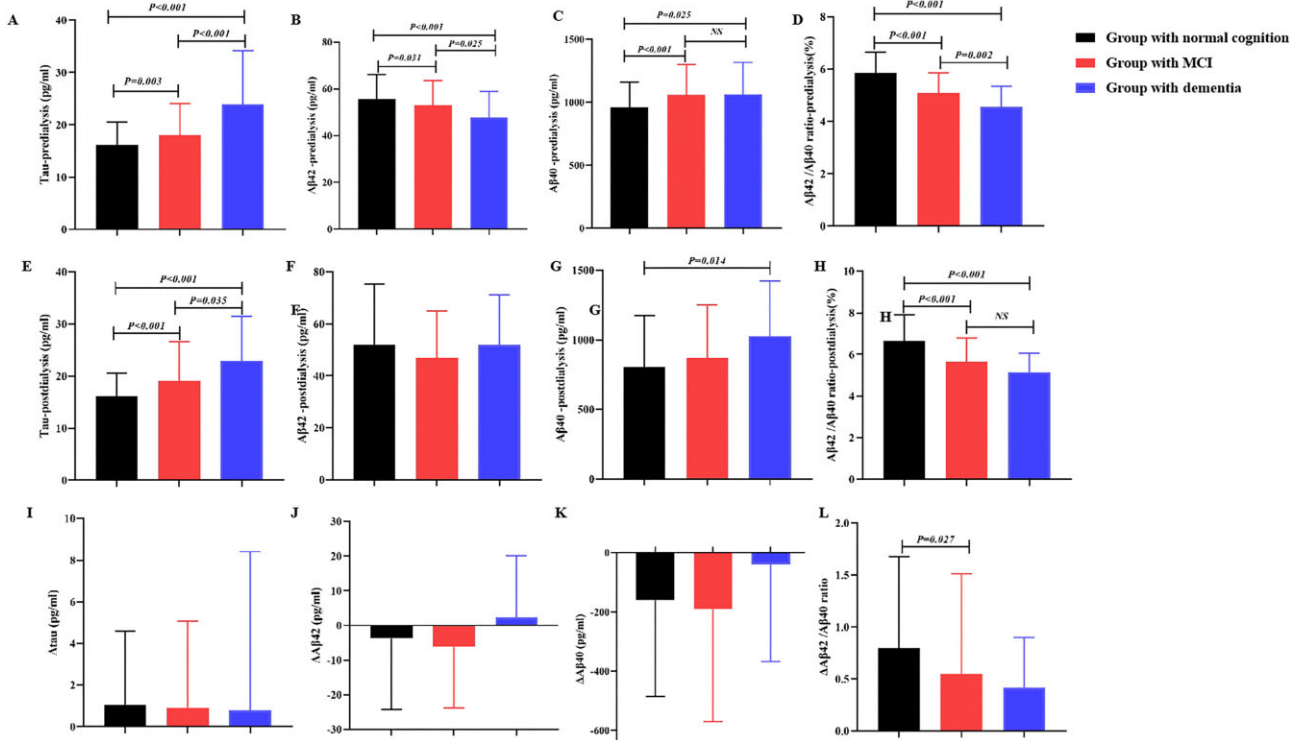 A
Tau-predialysis (pg/ml)
40
30
20
10
0
P<0.001
P<0.001
P=0.003
B
Aβ42 -predialysis (pg/ml)
80
60
40
20
0
P<0.001
P=0.025
P=0.031
C
Aβ40 -predialysis (pg/ml)
1500
1000
500
0
P=0.025
NS
P<0.001
D
Aβ42 /Aβ40 ratio-predialysis(%)
8
6
4
2
0
P<0.001
P<0.001
P=0.002
Group with normal cognition
Group with MCI
Group with dementia
E
Tau-postdialysis (pg/ml)
40
30
20
10
0
P<0.001
P=0.035
P<0.001
F
F
Aβ42 -postdialysis (pg/ml)
80
60
40
20
0
G
G
Aβ40 -postdialysis (pg/ml)
1500
1000
500
0
P=0.014
H
H
Aβ42 /Aβ40 ratio-postdialysis(%)
10
8
6
4
2
0
P<0.001
P<0.001
NS
I
Δtau (pg/ml)
10
8
6
4
2
0
J
ΔAβ42 (pg/ml)
30
20
10
0
-10
-20
-30
K
ΔAβ40 (pg/ml)
0
-200
-400
-600
L
ΔAβ42 /Aβ40 ratio
2.0
1.5
1.0
0.5
0.0
P=0.027